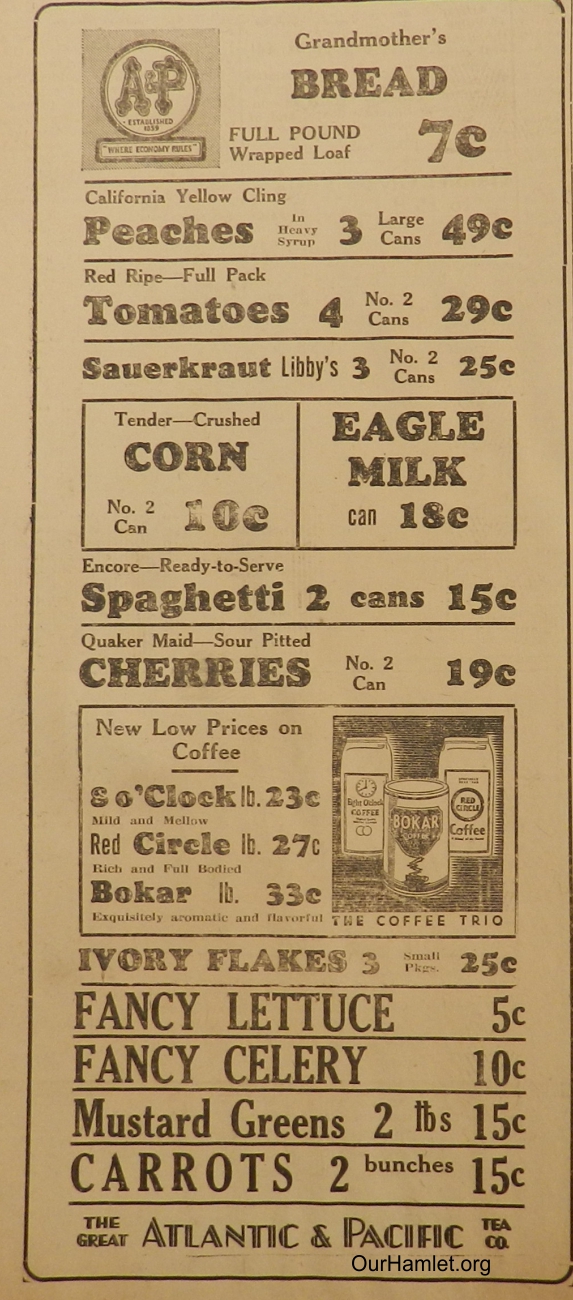 A&P
ESTABLISHED
1859
"WHERE ECONOMY RULES"
Grandmother's
BREAD
FULL POUND
Wrapped Loaf
7c
California Yellow Cling
Peaches In Heavy Syrup 3 Large Cans 49c
Red Ripe—Full Pack
Tomatoes 4 No. 2 Cans 29c
Sauerkraut Libby's 3 No. 2 Cans 25c
Tender—Crushed
CORN
No. 2 Can 10c
EAGLE
MILK
can 18c
Encore—Ready-to-Serve
Spaghetti 2 cans 15c
Quaker Maid—Sour Pitted
CHERRIES No. 2 Can 19c
New Low Prices on
Coffee
8 o'Clock lb. 23c
Mild and Mellow
Red Circle lb. 27c
Rich and Full Bodied
Bokar lb. 33c
Exquisitely aromatic and flavorful
Eight O'Clock
COFFEE
BOKAR
COFFEE
RED
CIRCLE
Coffee
THE COFFEE TRIO
IVORY FLAKES 3 Small Pkgs. 25c
FANCY LETTUCE 5c
FANCY CELERY 10c
Mustard Greens 2 lbs 15c
CARROTS 2 bunches 15c
THE GREAT ATLANTIC & PACIFIC TEA CO.
OurHamlet.org